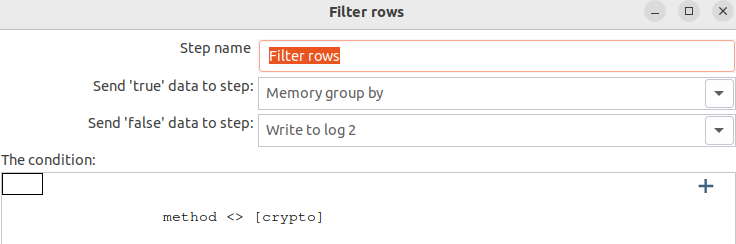 Filter rows
Step name
Filter rows
Send 'true' data to step:
Memory group by
Send 'false' data to step:
Write to log 2
The condition:
method <> [crypto]